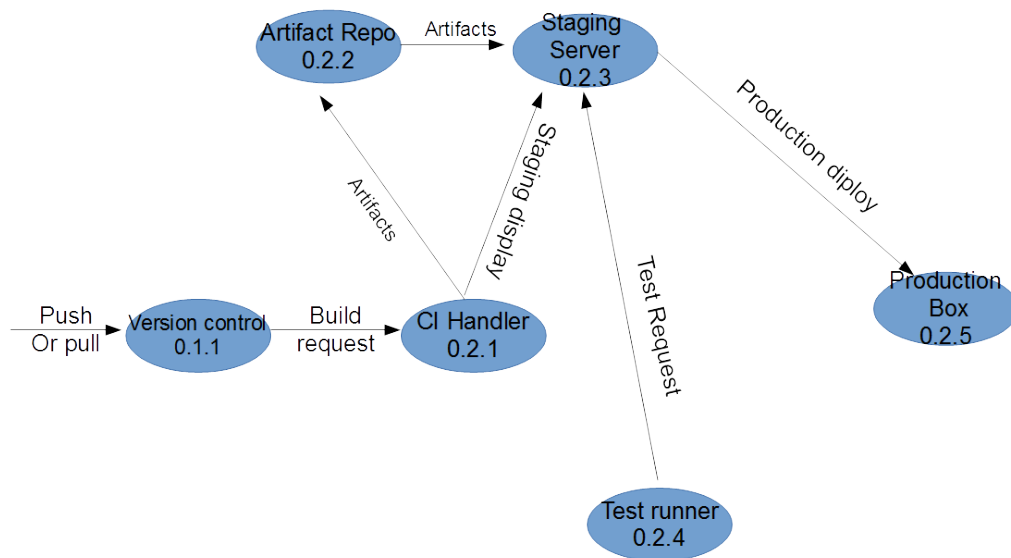 Artifact Repo
0.2.2
Artifacts
Staging
Server
0.2.3
Production diploy
Artifacts
Staging display
Test Request
Push
Or pull
Version control
0.1.1
Build
request
CI Handler
0.2.1
Production
Box
0.2.5
Test runner
0.2.4